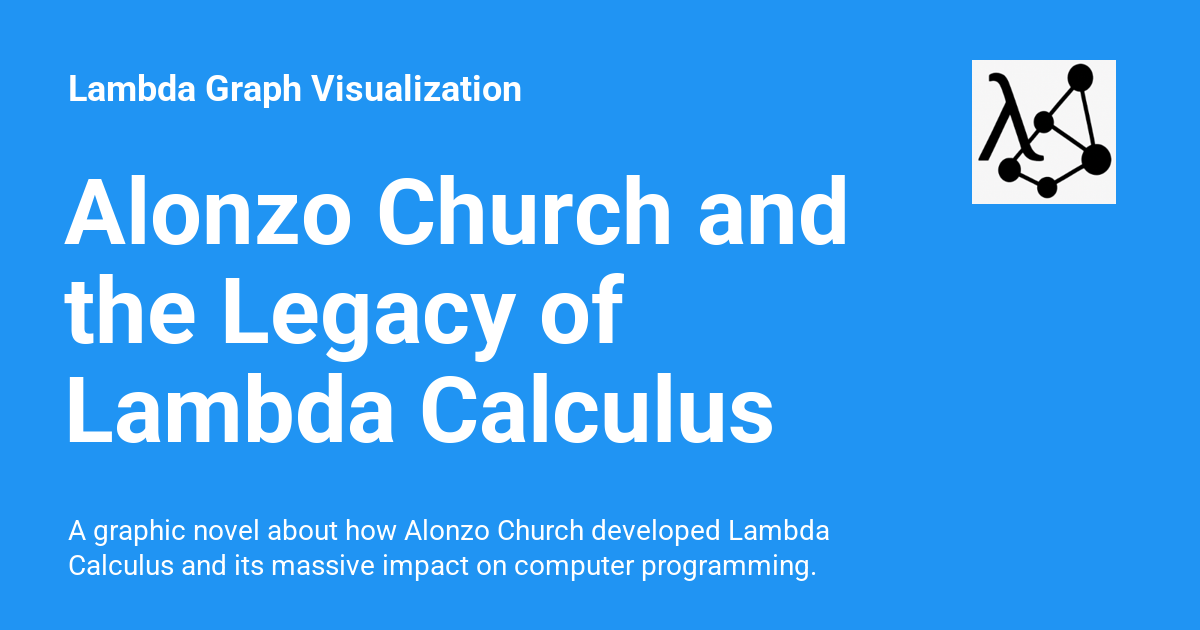 Lambda Graph Visualization
λ
Alonzo Church and
the Legacy of
Lambda Calculus
A graphic novel about how Alonzo Church developed Lambda
Calculus and its massive impact on computer programming.